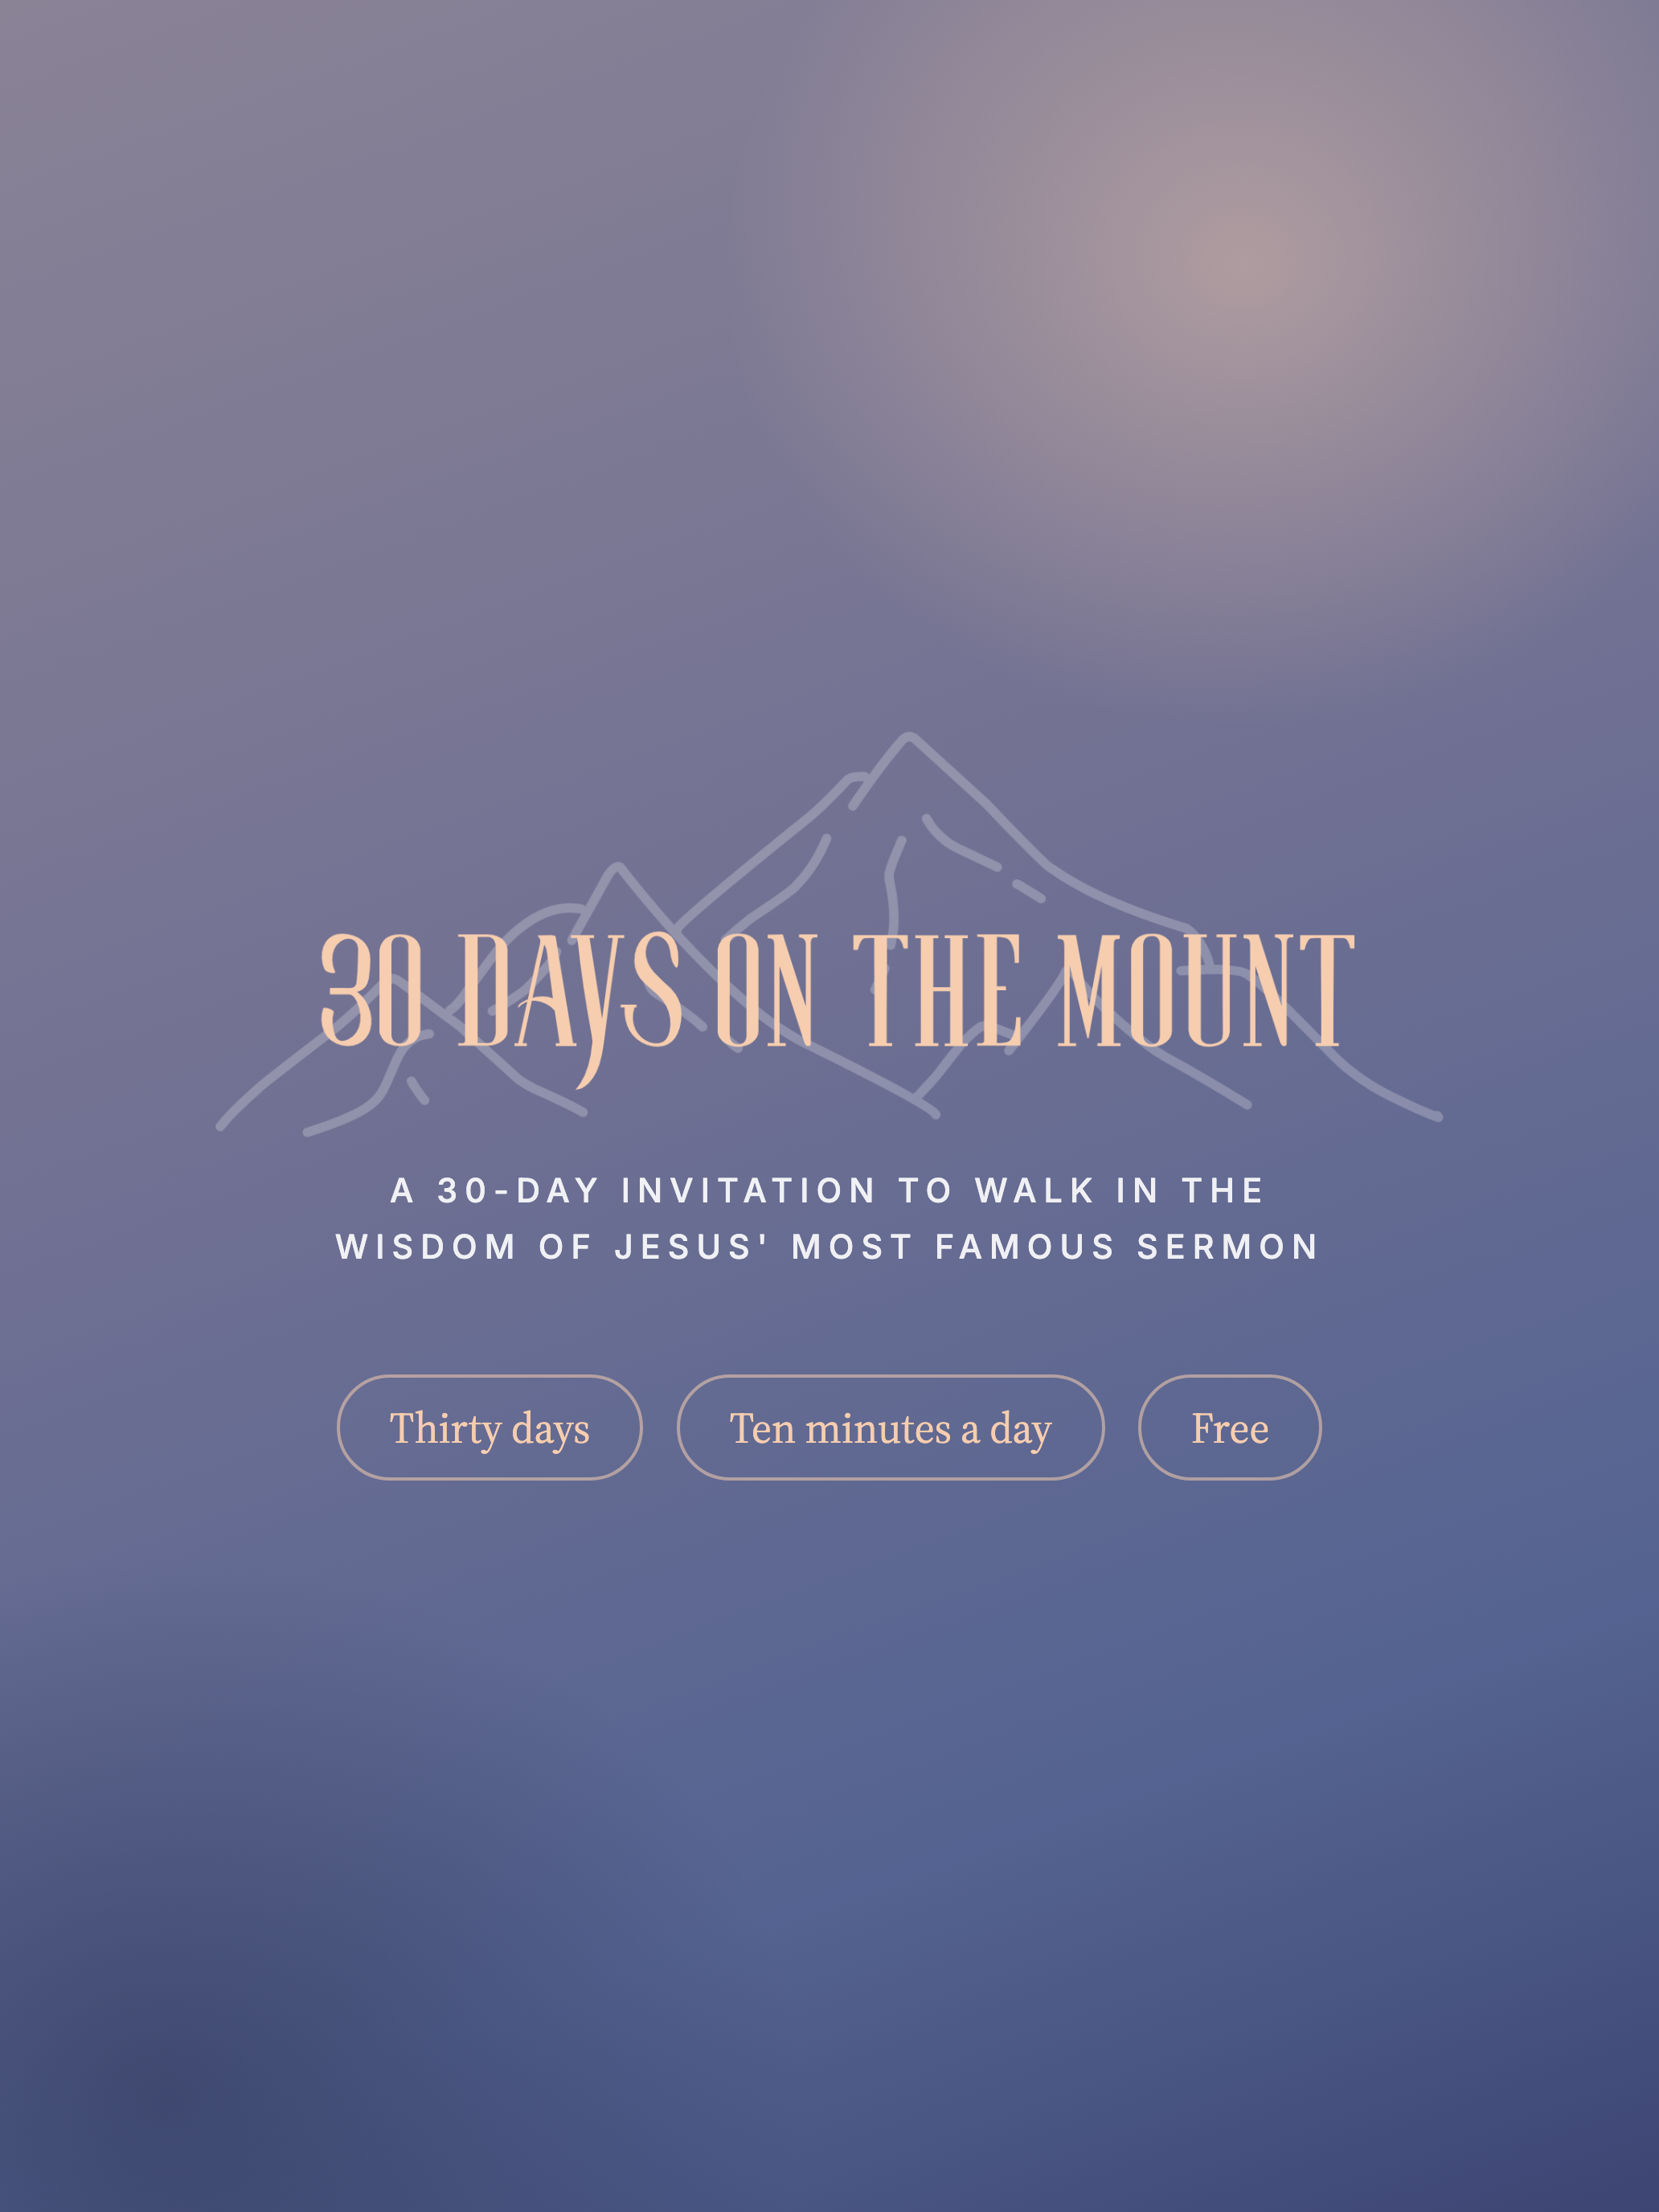 30 DAYS ON THE MOUNT
A 30-DAY INVITATION TO WALK IN THE
WISDOM OF JESUS' MOST FAMOUS SERMON
Thirty days
Ten minutes a day
Free